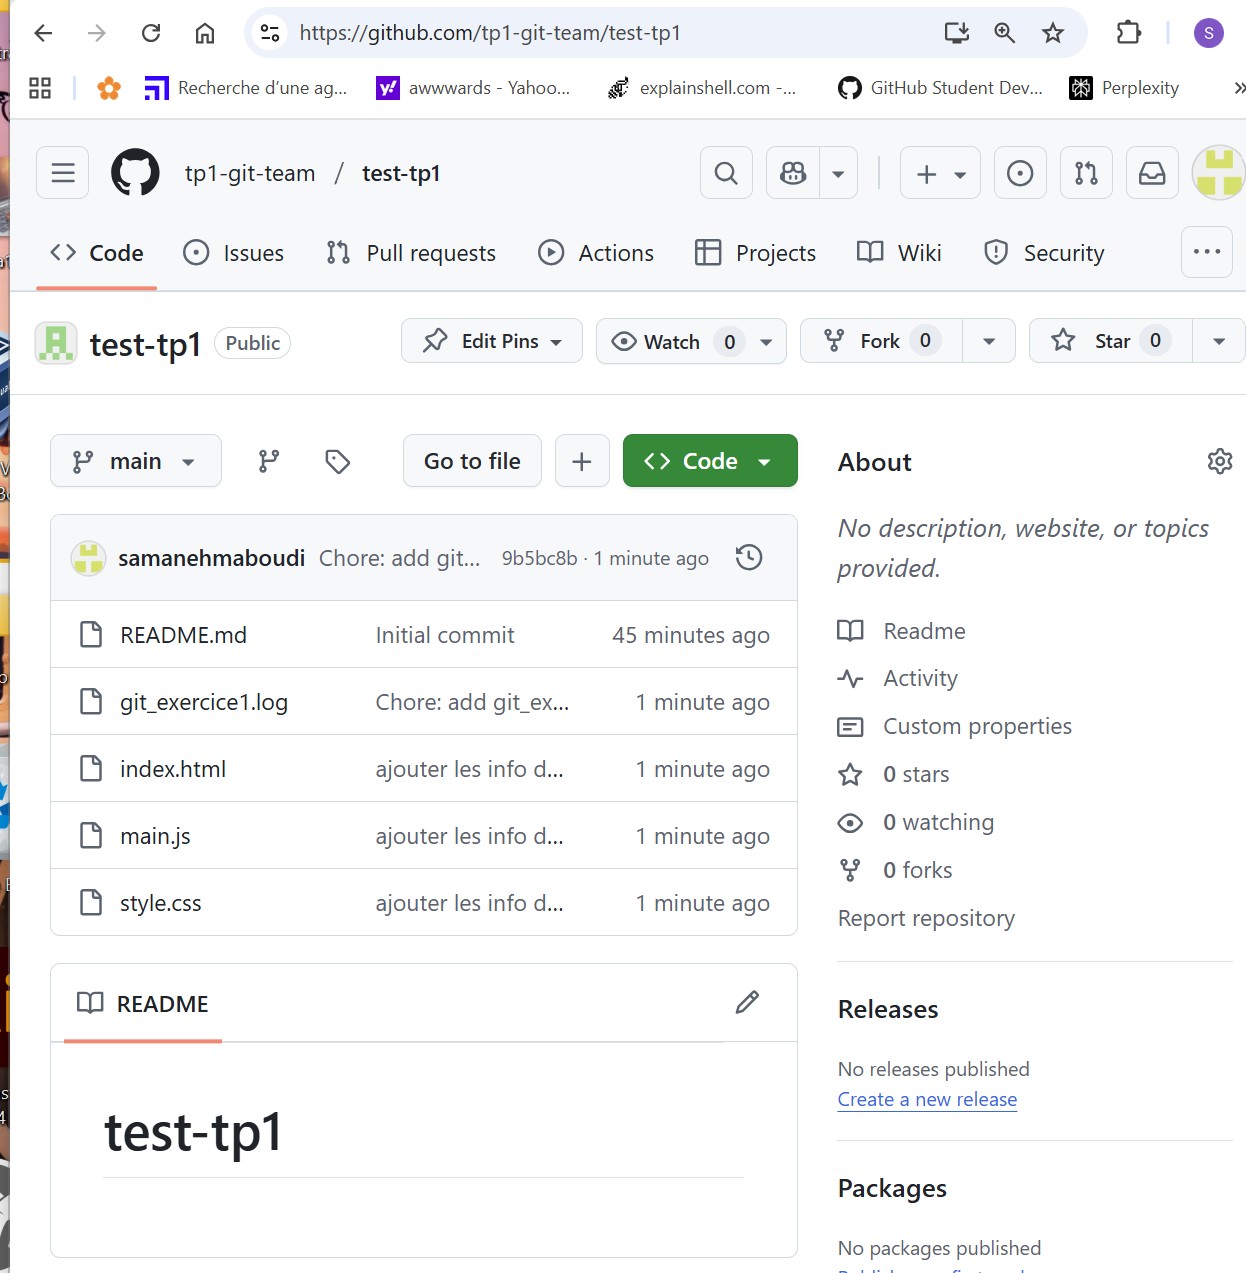 https://github.com/tp1-git-team/test-tp1
S
Recherche d'une ag... awwwards - Yahoo... explainshell.com -... GitHub Student Dev... Perplexity »
tp1-git-team / test-tp1
Code Issues Pull requests Actions Projects Wiki Security
test-tp1 Public Edit Pins Watch 0 Fork 0 Star 0
main Go to file Code
samanehmaboudi Chore: add git... 9b5bc8b · 1 minute ago
README.md Initial commit 45 minutes ago
git_exercice1.log Chore: add git_ex... 1 minute ago
index.html ajouter les info d... 1 minute ago
main.js ajouter les info d... 1 minute ago
style.css ajouter les info d... 1 minute ago
README
test-tp1
About
No description, website, or topics
provided.
Readme
Activity
Custom properties
0 stars
0 watching
0 forks
Report repository
Releases
No releases published
Create a new release
Packages
No packages published